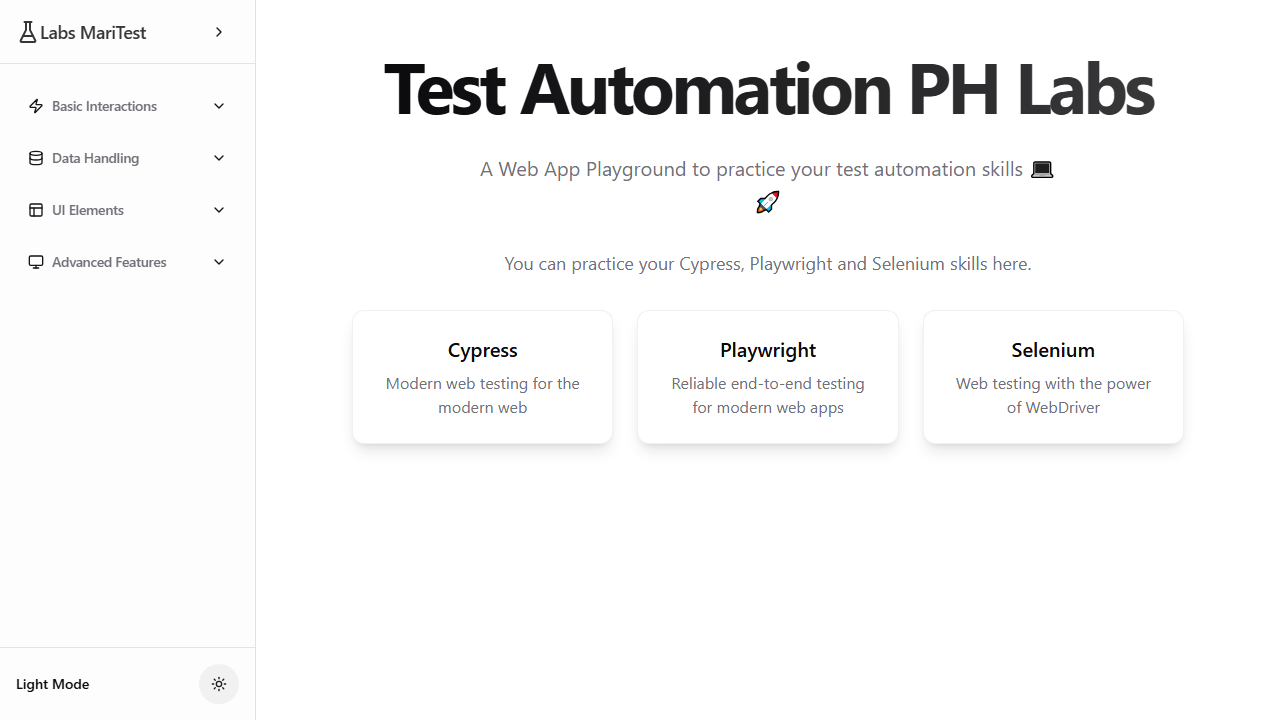 Labs MariTest
Basic Interactions
Data Handling
UI Elements
Advanced Features
Light Mode
Test Automation PH Labs
A Web App Playground to practice your test automation skills 💻
🚀
You can practice your Cypress, Playwright and Selenium skills here.
Cypress
Modern web testing for the
modern web
Playwright
Reliable end-to-end testing
for modern web apps
Selenium
Web testing with the power
of WebDriver